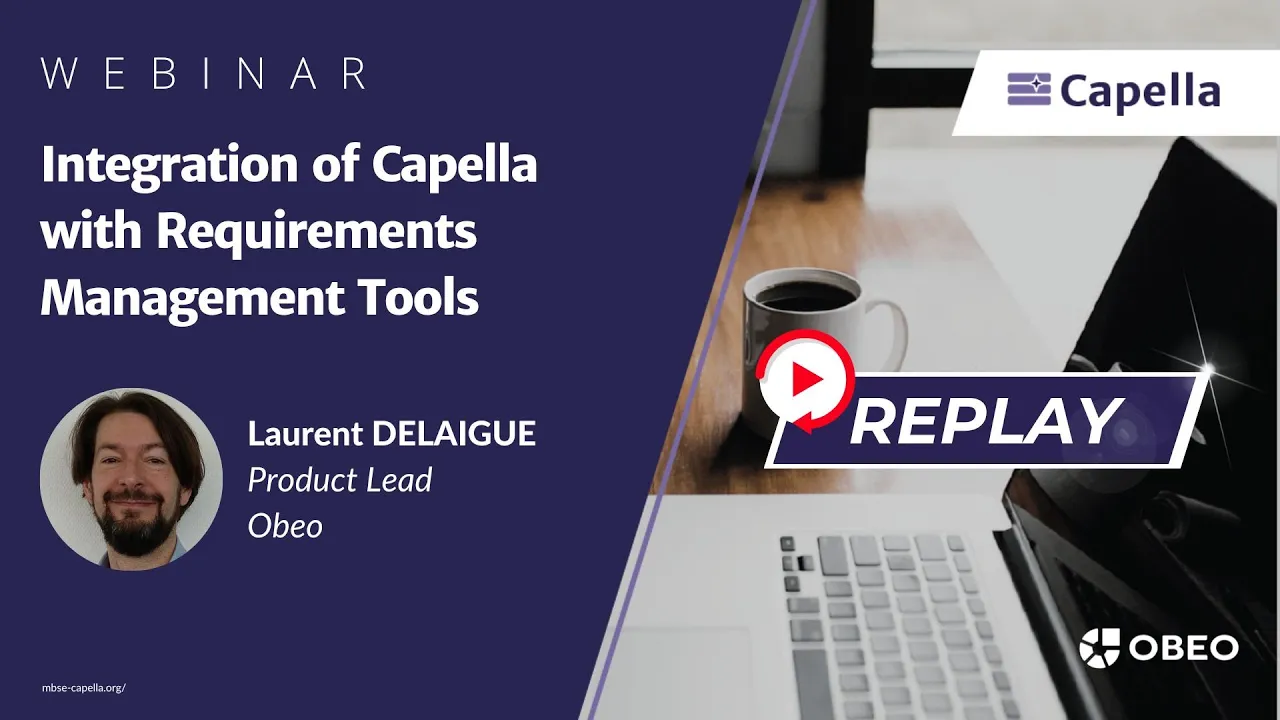 WEBINAR
Integration of Capella
with Requirements
Management Tools
Laurent DELAIGUE
Product Lead
Obeo
mbse-capella.org/
Capella
REPLAY
OBEO